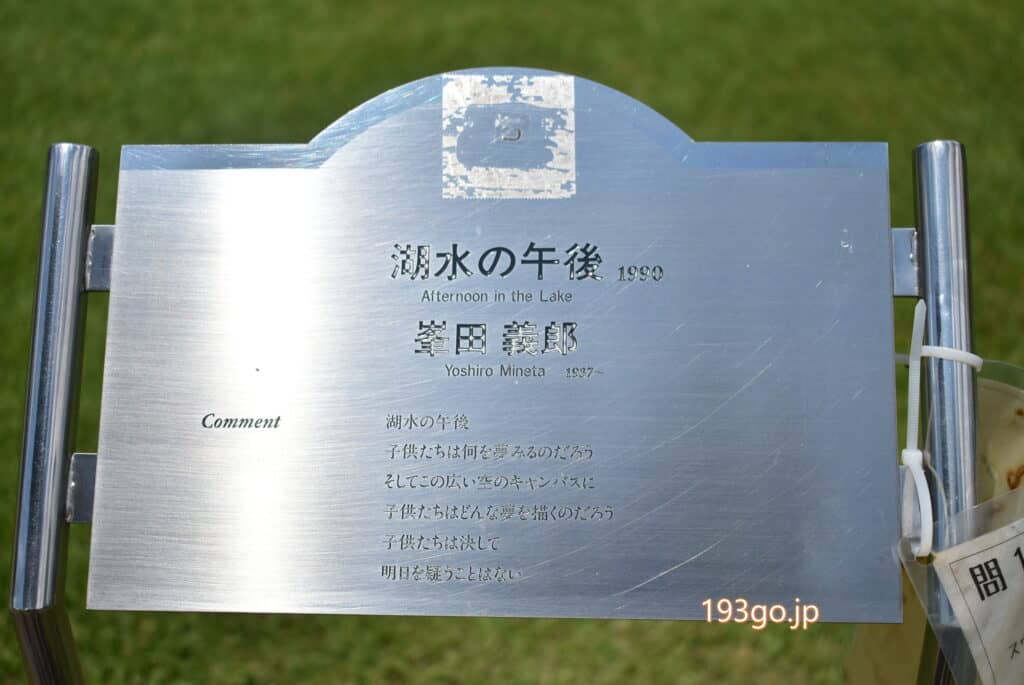 湖水の午後 1990
Afternoon in the Lake
峯田 義郎
Yoshiro Mineta 1937~
Comment
湖水の午後
子供たちは何を夢みるのだろう
そしてこの広い空のキャンバスに
子供たちはどんな夢を描くのだろう
子供たちは決して
明日を疑うことはない
193go.jp
問 1